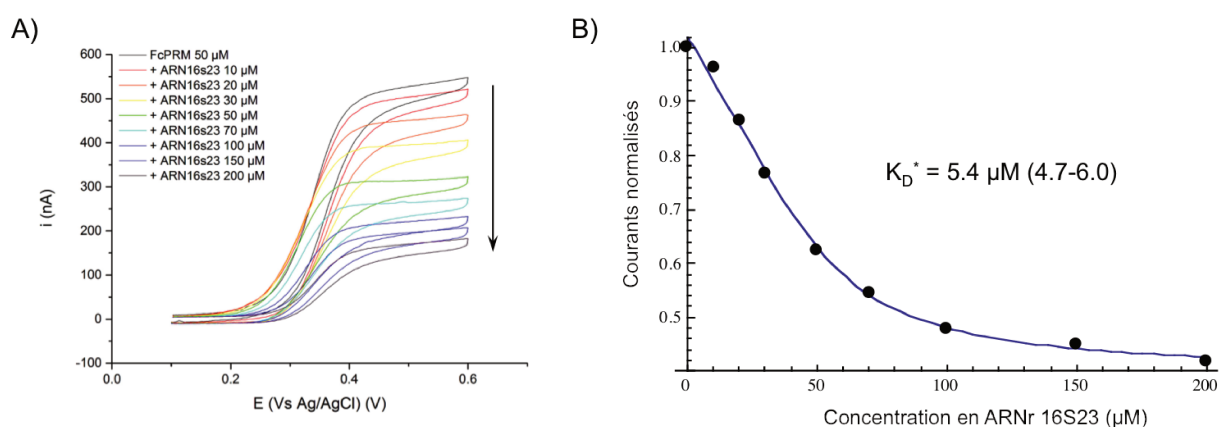 A)
FcPRM 50 µM
+ ARN16s23 10 µM
+ ARN16s23 20 µM
+ ARN16s23 30 µM
+ ARN16s23 50 µM
+ ARN16s23 70 µM
+ ARN16s23 100 µM
+ ARN16s23 150 µM
+ ARN16s23 200 µM
600
500
400
300
200
100
0
-100
i (nA)
0.0
0.2
0.4
0.6
E (Vs Ag/AgCl) (V)
B)
1.0
0.9
0.8
0.7
0.6
0.5
Courants normalisés
K_D* = 5.4 µM (4.7-6.0)
0
50
100
150
200
Concentration en ARNr 16S23 (µM)